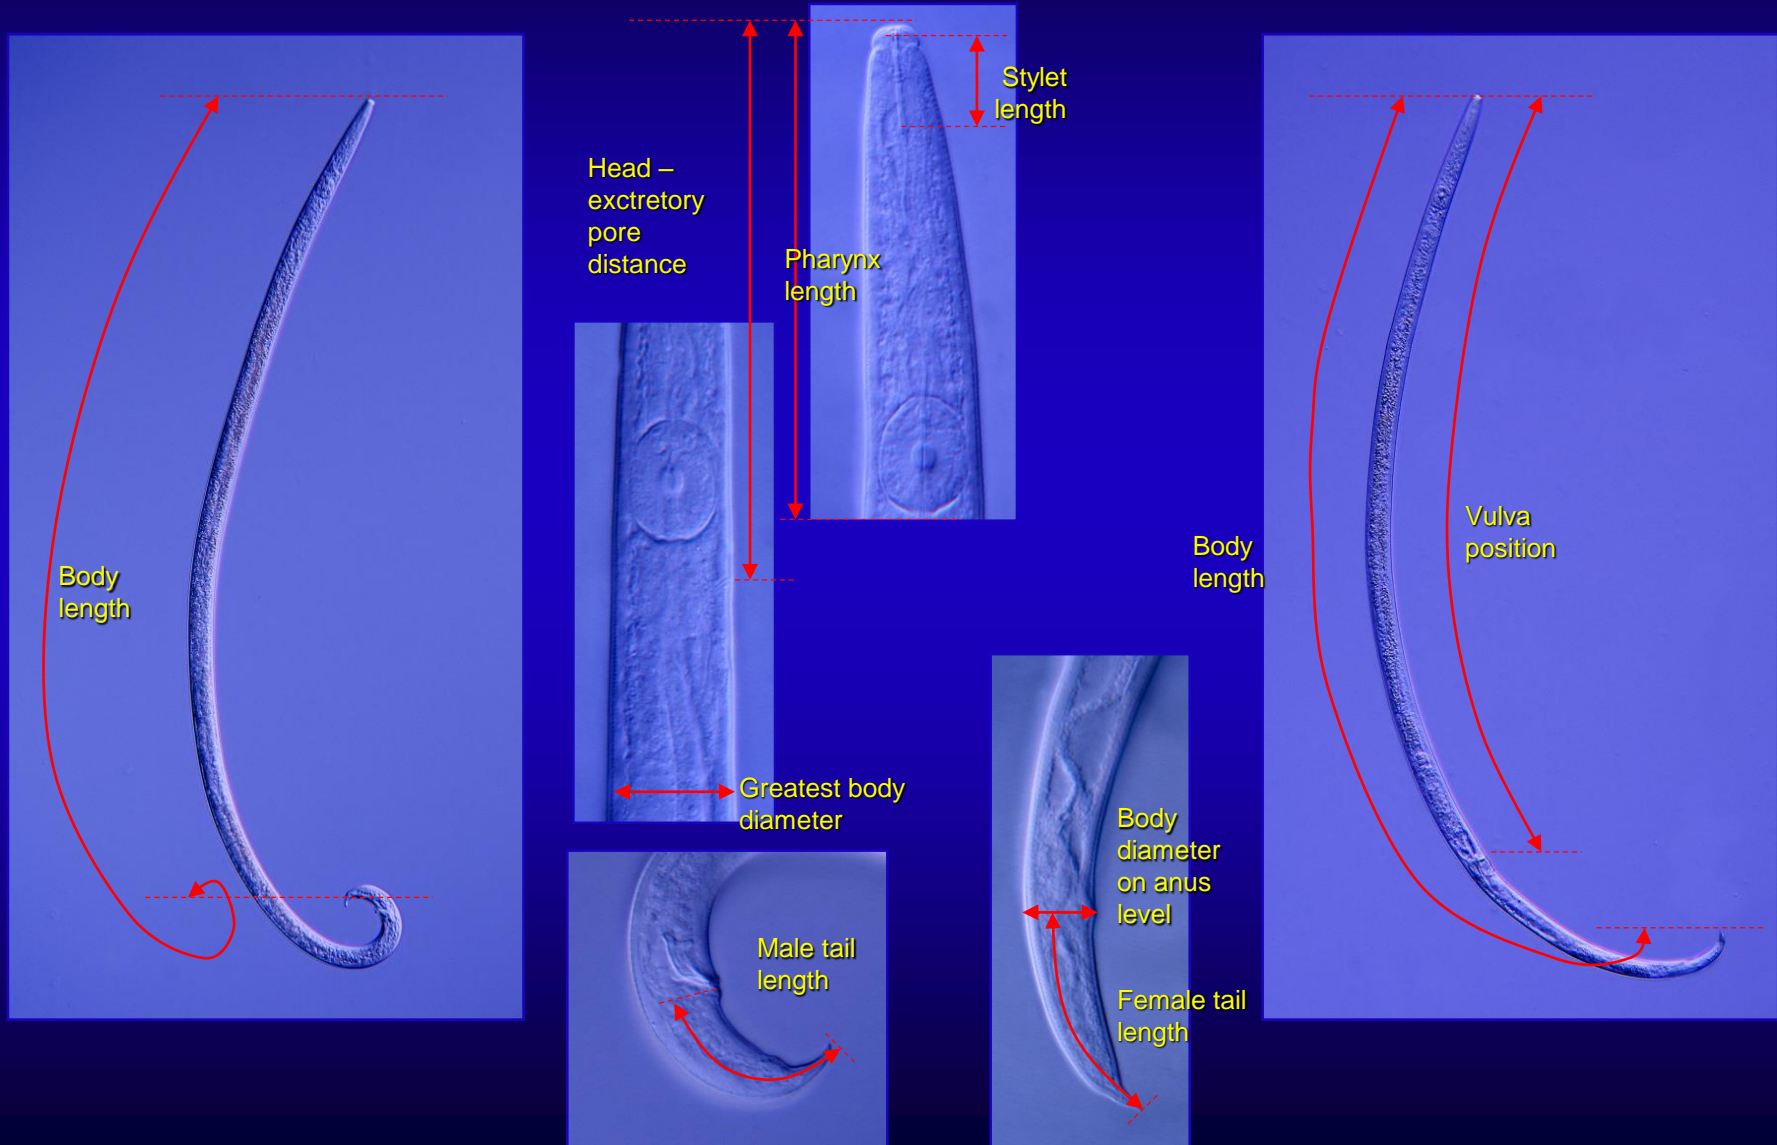 Stylet
length
Head –
exctretory
pore
distance
Pharynx
length
Body
length
Vulva
position
Body
length
Greatest body
diameter
Body
diameter
on anus
level
Male tail
length
Female tail
length